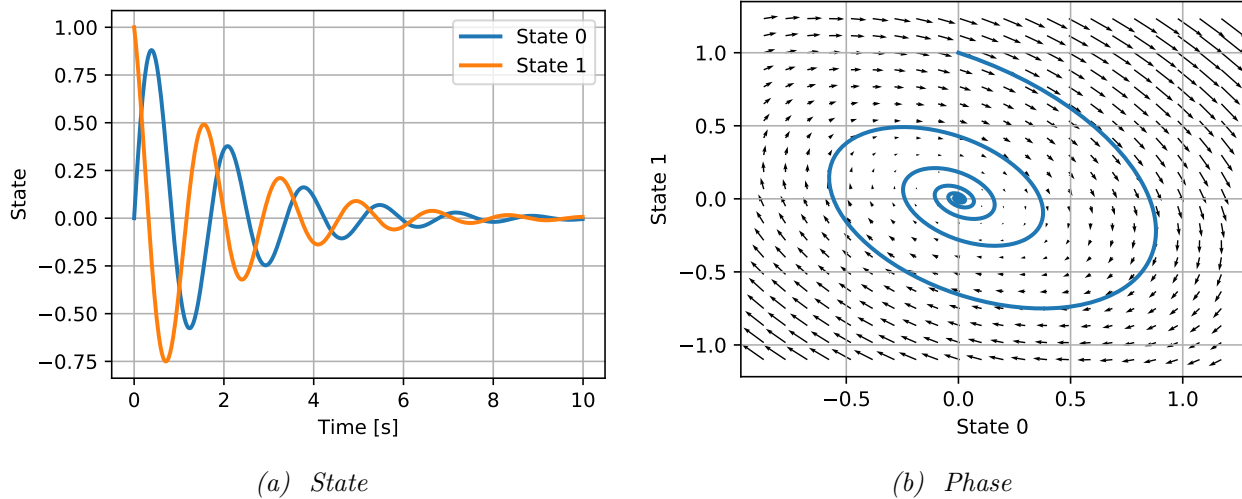 1.00
0.75
0.50
0.25
0.00
−0.25
−0.50
−0.75
State
State 0
State 1
0 2 4 6 8 10
Time [s]
(a) State
1.0
0.5
0.0
−0.5
−1.0
State 1
−0.5 0.0 0.5 1.0
State 0
(b) Phase